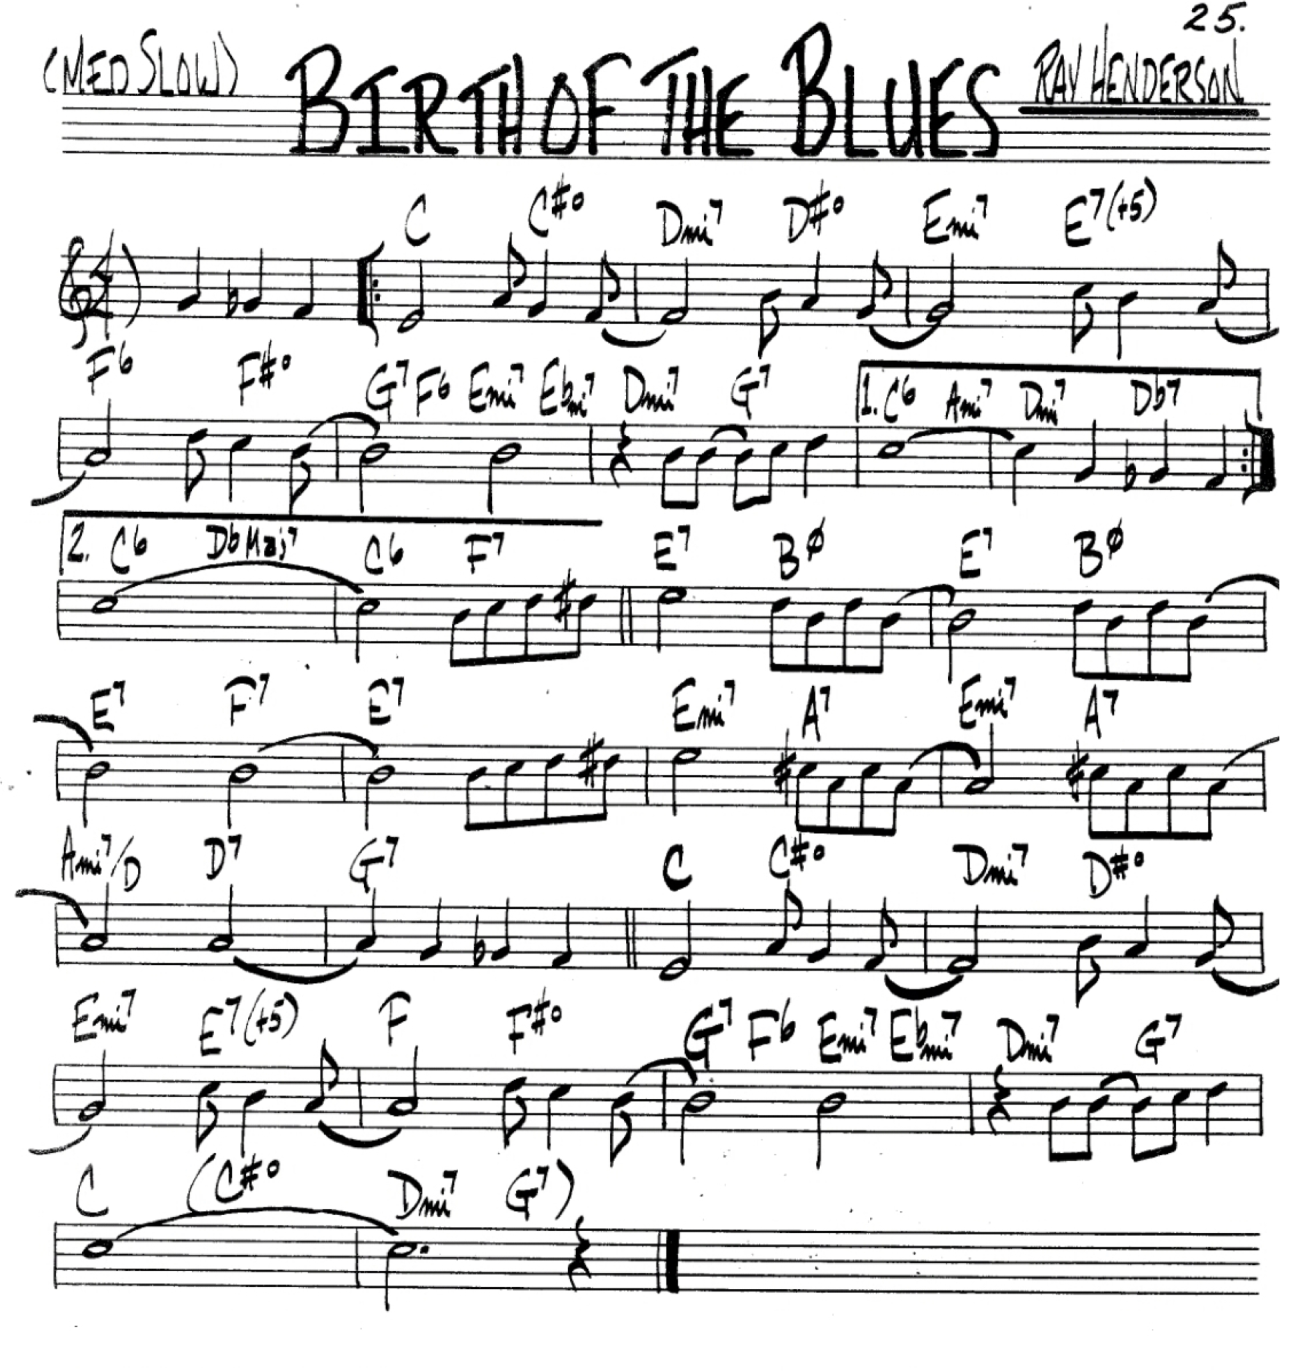 25.
(MED SLOW) BIRTH OF THE BLUES RAY HENDERSON
C C#o Dmi7 D#o Emi7 E7(+5)
4 4
F6 F#o G7 F6 Emi7 Ebmi7 Dmi7 G7 1. C6 Ami7 Dmi7 Db7
2. C6 DbMaj7 C6 F7 E7 BØ E7 BØ
E7 F7 E7 Emi7 A7 Emi7 A7
Ami7/D D7 G7 C C#o Dmi7 D#o
Emi7 E7(+5) F F#o G7 F6 Emi7 Ebmi7 Dmi7 G7
C (C#o Dmi7 G7)